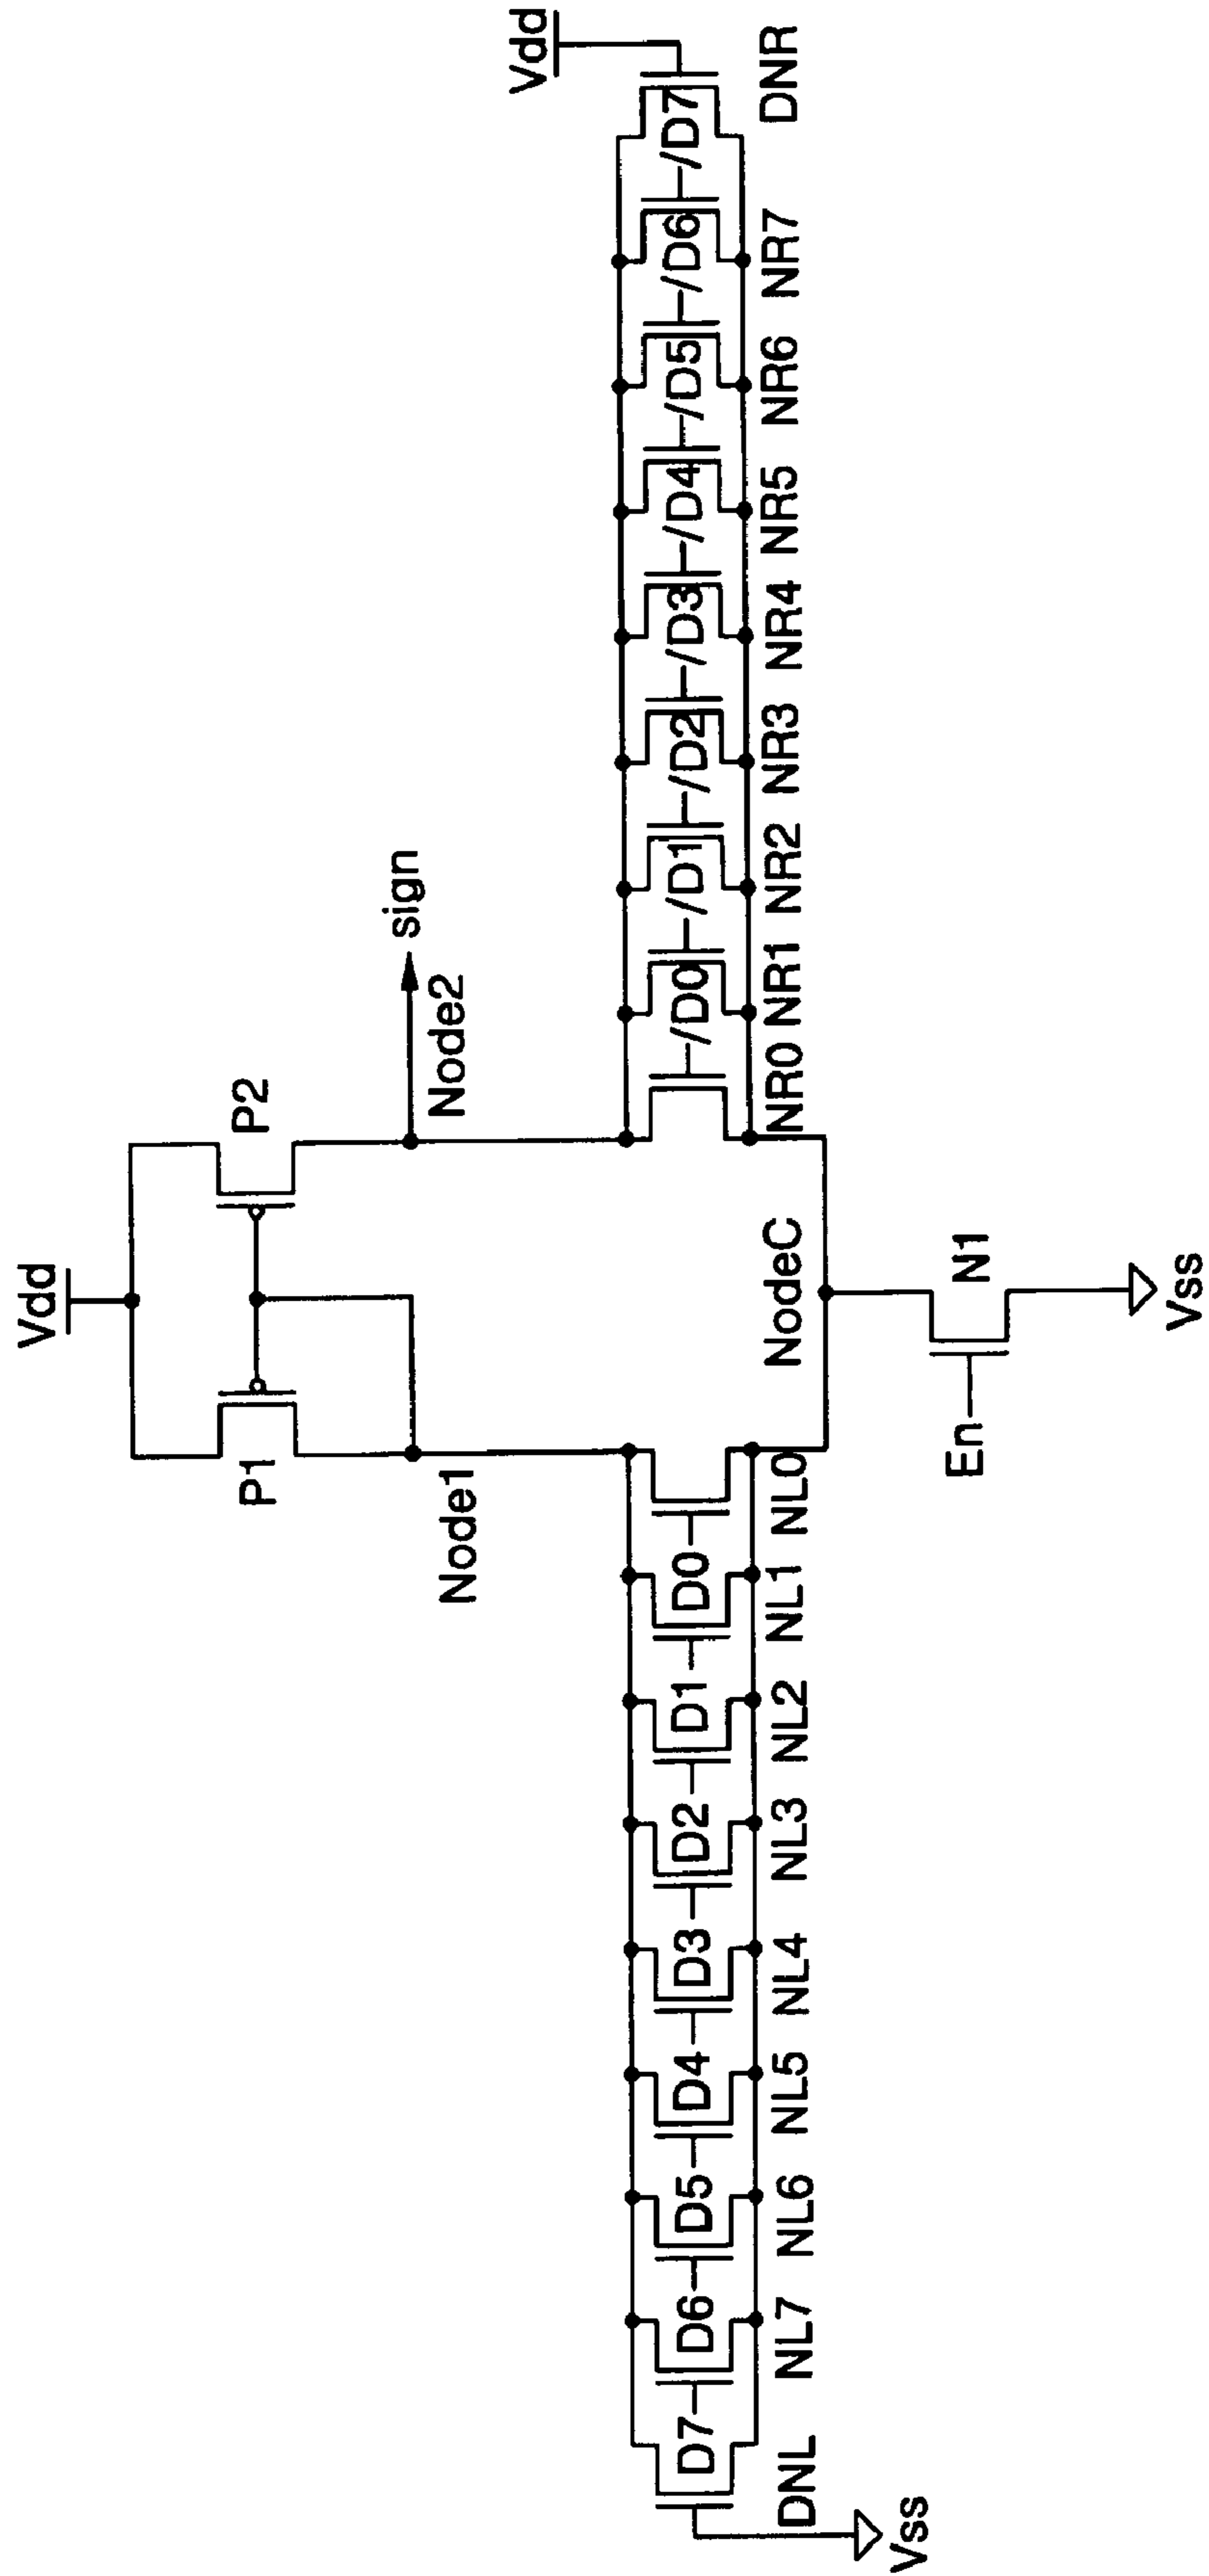 Vdd
P1
P2
Node1
Node2
sign
Vss
DNL
D7
NL7
D6
NL6
D5
NL5
D4
NL4
D3
NL3
D2
NL2
D1
NL1
D0
NL0
NodeC
En
N1
Vss
/D0
NR0
/D1
NR1
/D2
NR2
/D3
NR3
/D4
NR4
/D5
NR5
/D6
NR6
/D7
NR7
Vdd
DNR